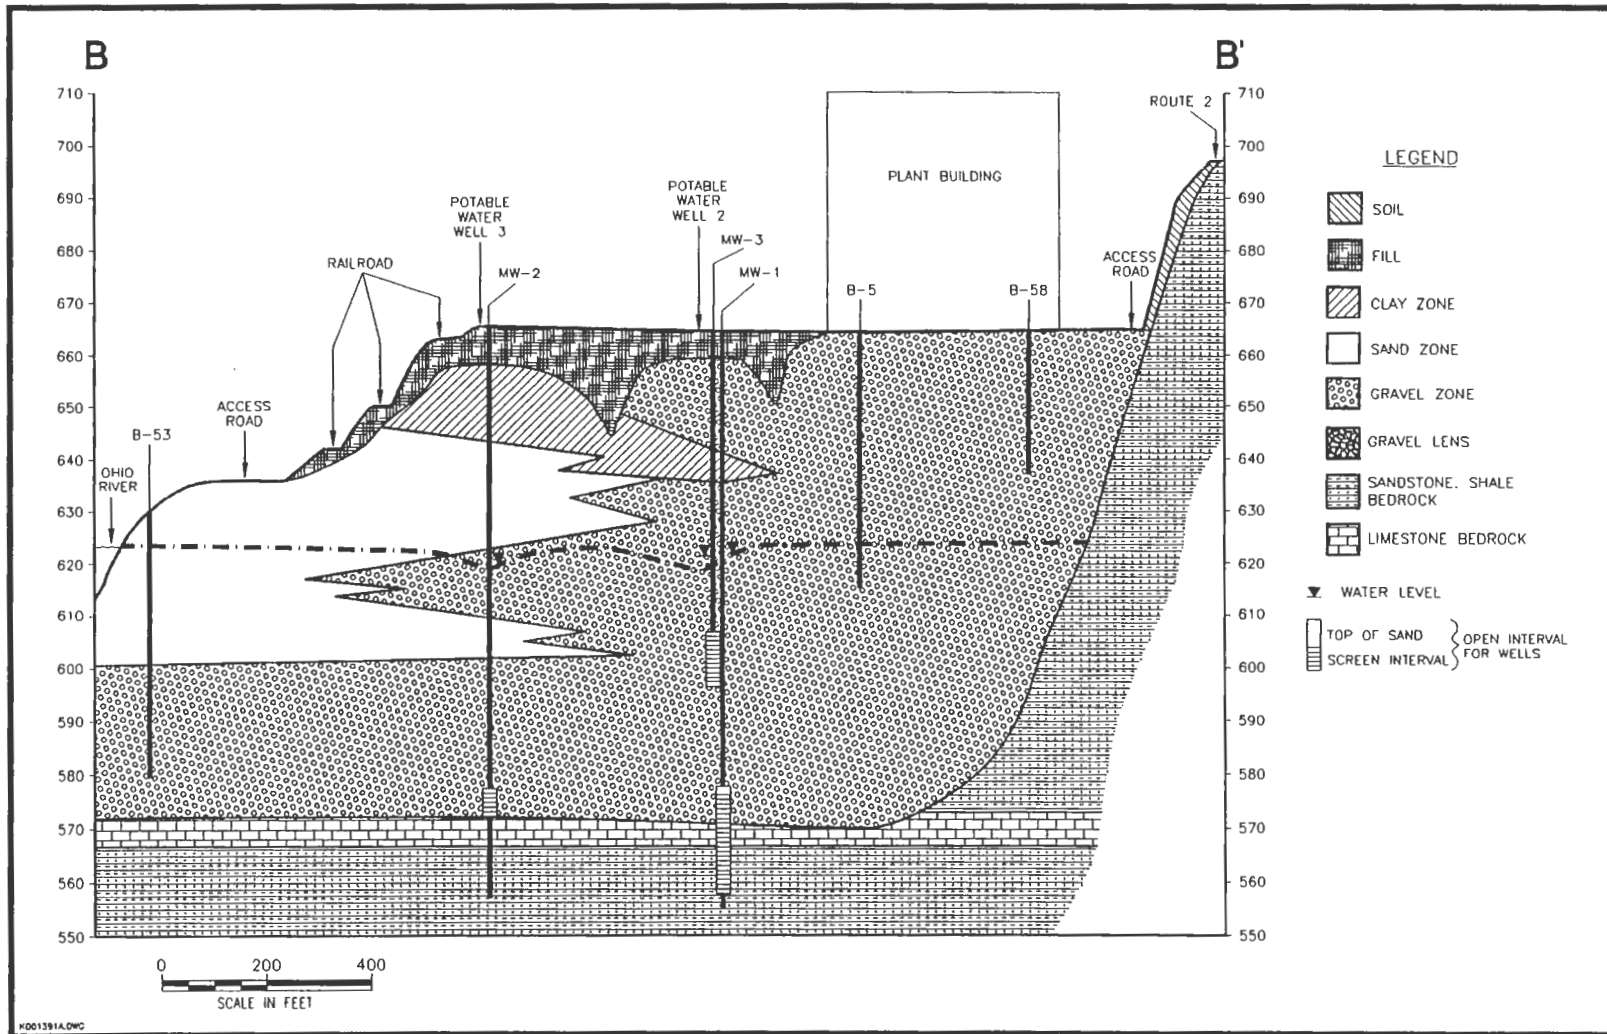 B
B'
710
700
690
680
670
660
650
640
630
620
610
600
590
580
570
560
550
OHIO
RIVER
B-53
ACCESS
ROAD
RAILROAD
POTABLE
WATER
WELL 3
MW-2
POTABLE
WATER
WELL 2
MW-3
MW-1
PLANT BUILDING
B-5
B-58
ACCESS
ROAD
ROUTE 2
710
700
690
680
670
660
650
640
630
620
610
600
590
580
570
560
550
LEGEND
SOIL
FILL
CLAY ZONE
SAND ZONE
GRAVEL ZONE
GRAVEL LENS
SANDSTONE. SHALE
BEDROCK
LIMESTONE BEDROCK
WATER LEVEL
TOP OF SAND
SCREEN INTERVAL
OPEN INTERVAL
FOR WELLS
0 200 400
SCALE IN FEET
K001391A.DWG